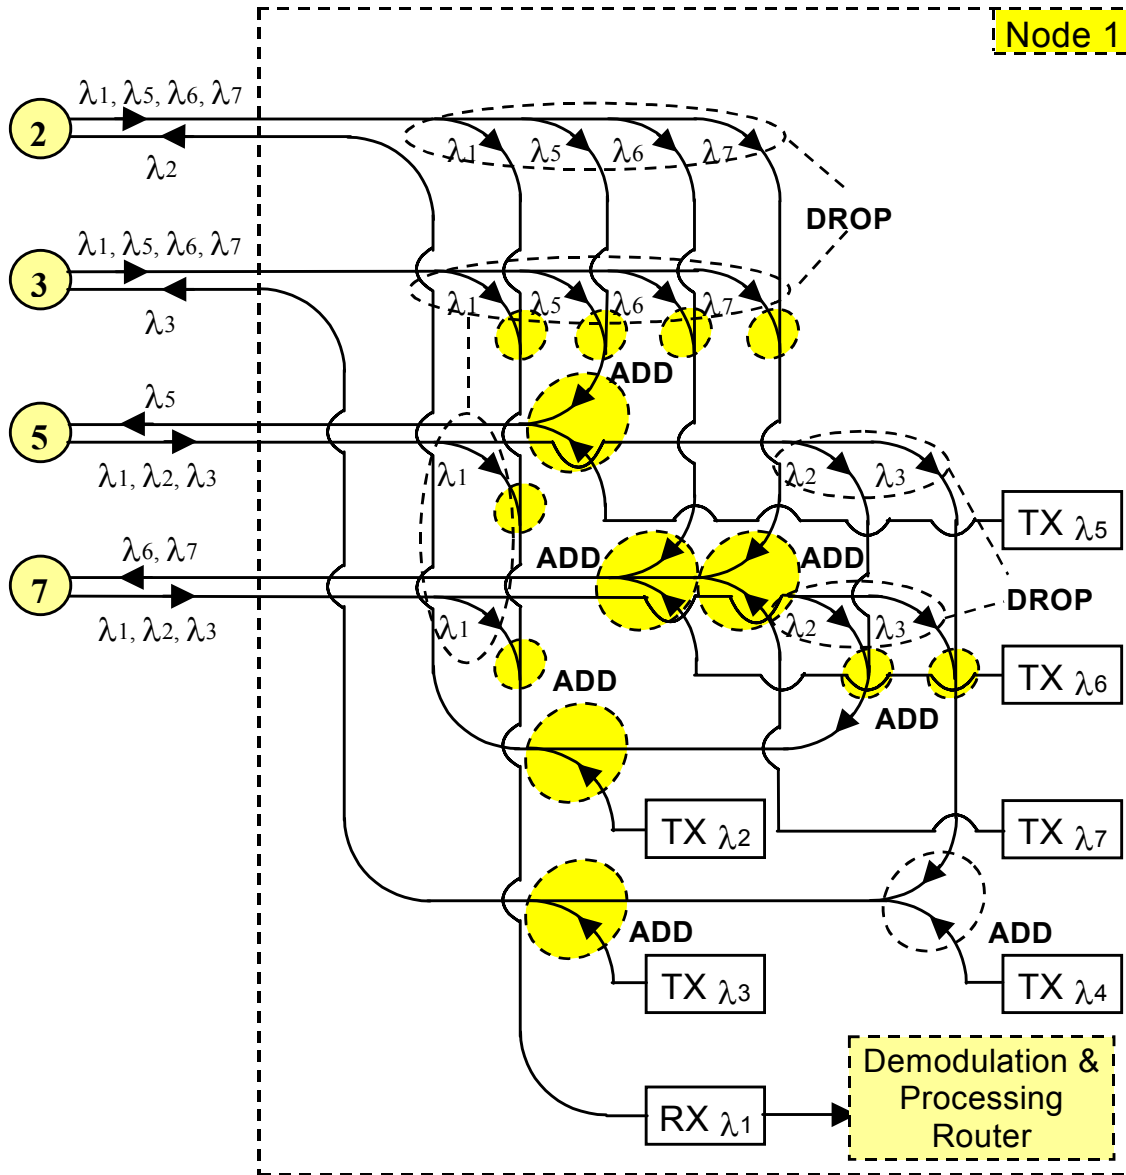 Node 1
λ1, λ5, λ6, λ7
2
λ2
λ1
λ5
λ6
λ7
DROP
λ1, λ5, λ6, λ7
3
λ3
λ1
λ5
λ6
λ7
ADD
λ5
5
λ1, λ2, λ3
λ1
λ2
λ3
TX λ5
λ6, λ7
7
λ1, λ2, λ3
ADD
ADD
DROP
λ1
λ2
λ3
TX λ6
ADD
ADD
TX λ2
TX λ7
ADD
ADD
TX λ3
TX λ4
RX λ1
Demodulation &
Processing
Router